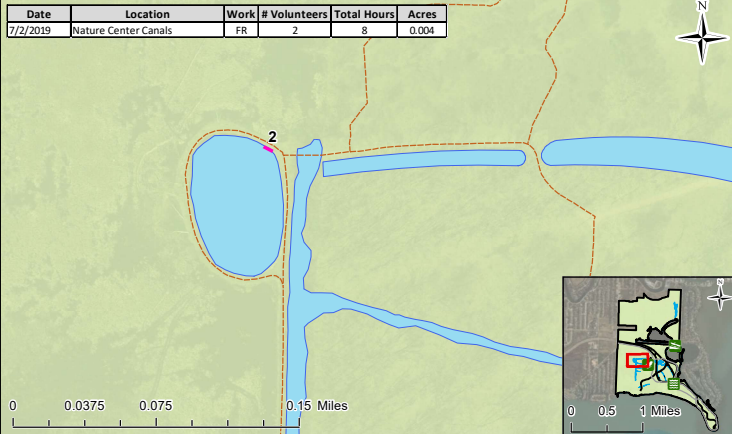 Date Location Work # Volunteers Total Hours Acres
7/2/2019 Nature Center Canals FR 2 8 0.004
N
2
N
0 0.0375 0.075 0.15 Miles
0 0.5 1 Miles